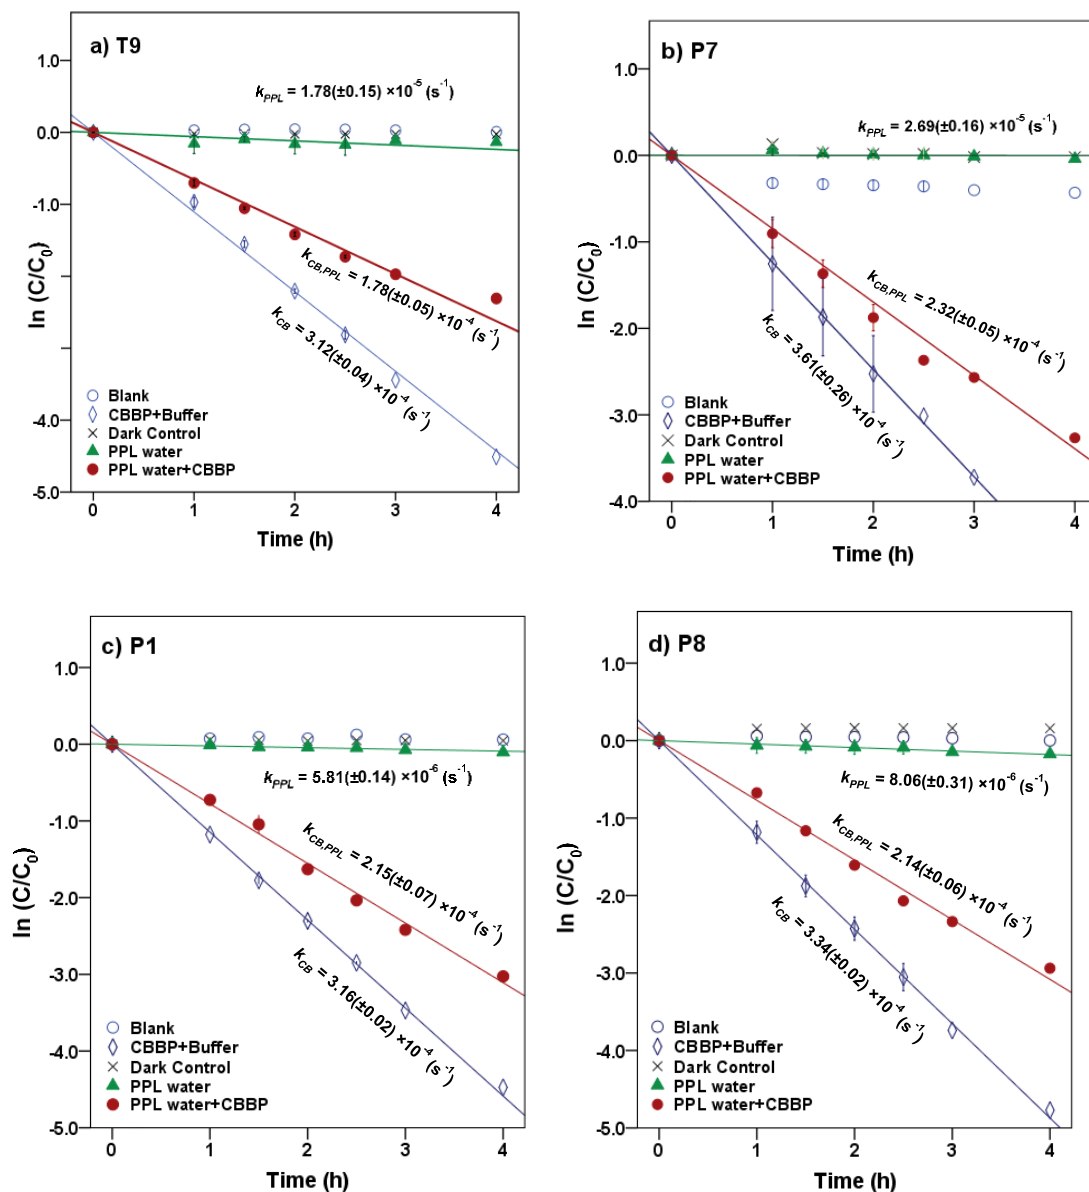 a) T9
k_PPL = 1.78(±0.15) ×10^-5 (s^-1)
1.0
0.0
-1.0
-4.0
-5.0
ln (C/C_0)
k_CB,PPL = 1.78(±0.05) ×10^-4 (s^-1)
k_CB = 3.12(±0.04) ×10^-4 (s^-1)
Blank
CBBP+Buffer
Dark Control
PPL water
PPL water+CBBP
0 1 2 3 4
Time (h)
b) P7
k_PPL = 2.69(±0.16) ×10^-5 (s^-1)
1.0
0.0
-1.0
-2.0
-3.0
-4.0
ln (C/C_0)
k_CB,PPL = 2.32(±0.05) ×10^-4 (s^-1)
k_CB = 3.61(±0.26) ×10^-4 (s^-1)
Blank
CBBP+Buffer
Dark Control
PPL water
PPL water+CBBP
0 1 2 3 4
Time (h)
c) P1
1.0
0.0
-1.0
-2.0
-3.0
-4.0
-5.0
ln (C/C_0)
k_PPL = 5.81(±0.14) ×10^-6 (s^-1)
k_CB,PPL = 2.15(±0.07) ×10^-4 (s^-1)
k_CB = 3.16(±0.02) ×10^-4 (s^-1)
Blank
CBBP+Buffer
Dark Control
PPL water
PPL water+CBBP
0 1 2 3 4
Time (h)
d) P8
1.0
0.0
-1.0
-2.0
-3.0
-4.0
-5.0
ln (C/C_0)
k_PPL = 8.06(±0.31) ×10^-6 (s^-1)
k_CB,PPL = 2.14(±0.06) ×10^-4 (s^-1)
k_CB = 3.34(±0.02) ×10^-4 (s^-1)
Blank
CBBP+Buffer
Dark Control
PPL water
PPL water+CBBP
0 1 2 3 4
Time (h)